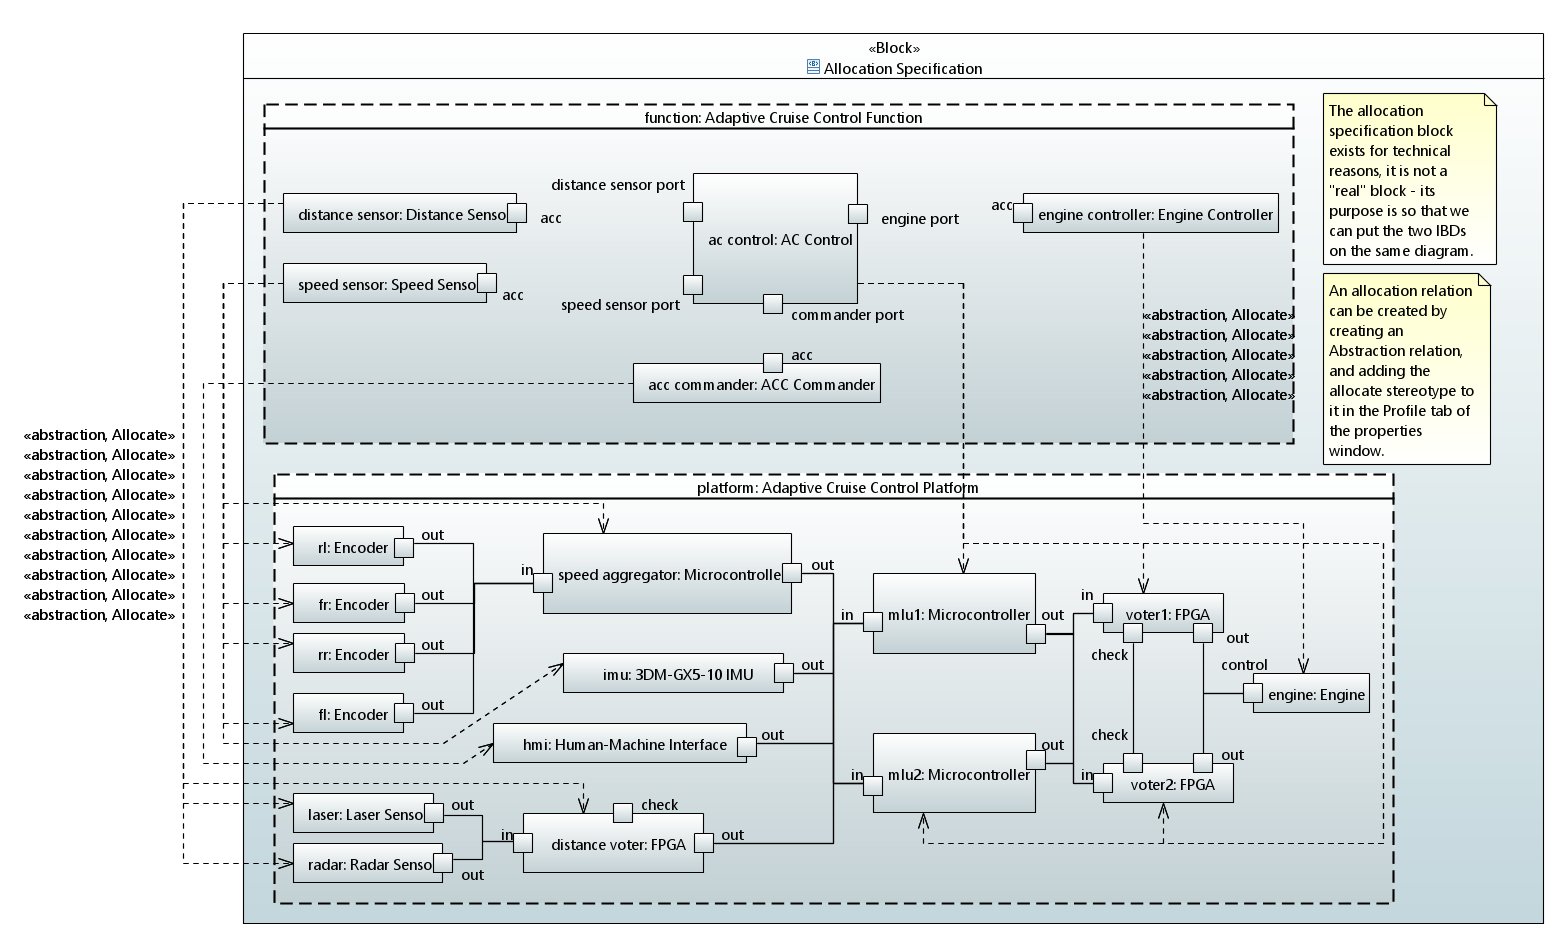 «Block»
Allocation Specification
function: Adaptive Cruise Control Function
The allocation
specification block
exists for technical
reasons, it is not a
"real" block - its
purpose is so that we
can put the two IBDs
on the same diagram.
distance sensor port
distance sensor: Distance Senso
acc
engine port
acc
engine controller: Engine Controller
ac control: AC Control
speed sensor: Speed Senso
acc
speed sensor port
commander port
An allocation relation
can be created by
creating an
Abstraction relation,
and adding the
allocate stereotype to
it in the Profile tab of
the properties
window.
«abstraction, Allocate»
«abstraction, Allocate»
«abstraction, Allocate»
«abstraction, Allocate»
«abstraction, Allocate»
acc
acc commander: ACC Commander
«abstraction, Allocate»
«abstraction, Allocate»
«abstraction, Allocate»
«abstraction, Allocate»
«abstraction, Allocate»
«abstraction, Allocate»
«abstraction, Allocate»
«abstraction, Allocate»
«abstraction, Allocate»
«abstraction, Allocate»
platform: Adaptive Cruise Control Platform
rl: Encoder
out
fr: Encoder
out
rr: Encoder
out
fl: Encoder
out
in
speed aggregator: Microcontrolle
out
imu: 3DM-GX5-10 IMU
out
hmi: Human-Machine Interface
out
laser: Laser Senso
out
radar: Radar Senso
out
in
check
distance voter: FPGA
out
in
mlu1: Microcontroller
out
in
mlu2: Microcontroller
out
in
voter1: FPGA
check
out
control
engine: Engine
check
out
in
voter2: FPGA